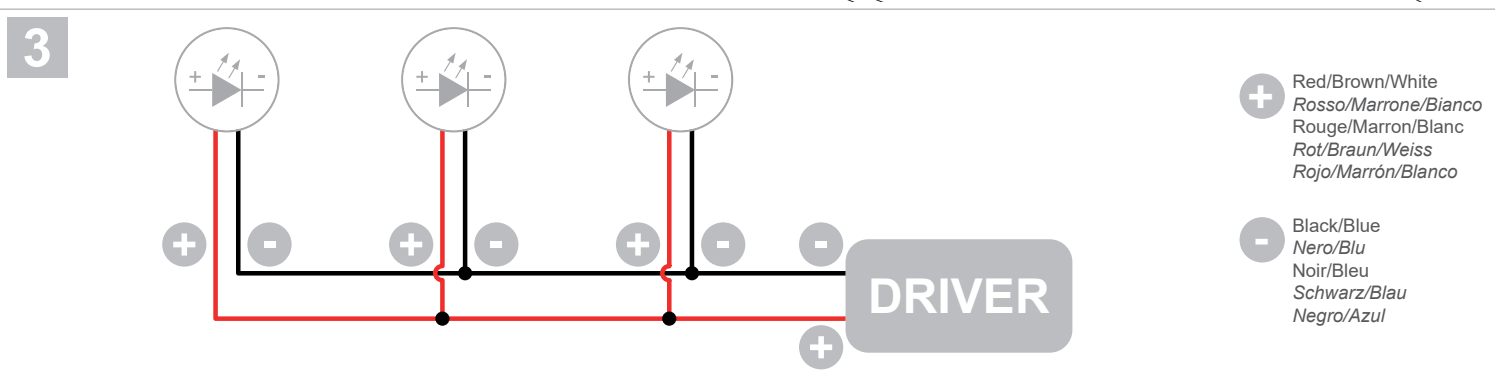 3
+ -
+ -
+ -
+ -
+ -
+ -
-
DRIVER
+
+
Red/Brown/White
Rosso/Marrone/Bianco
Rouge/Marron/Blanc
Rot/Braun/Weiss
Rojo/Marrón/Blanco
-
Black/Blue
Nero/Blu
Noir/Bleu
Schwarz/Blau
Negro/Azul